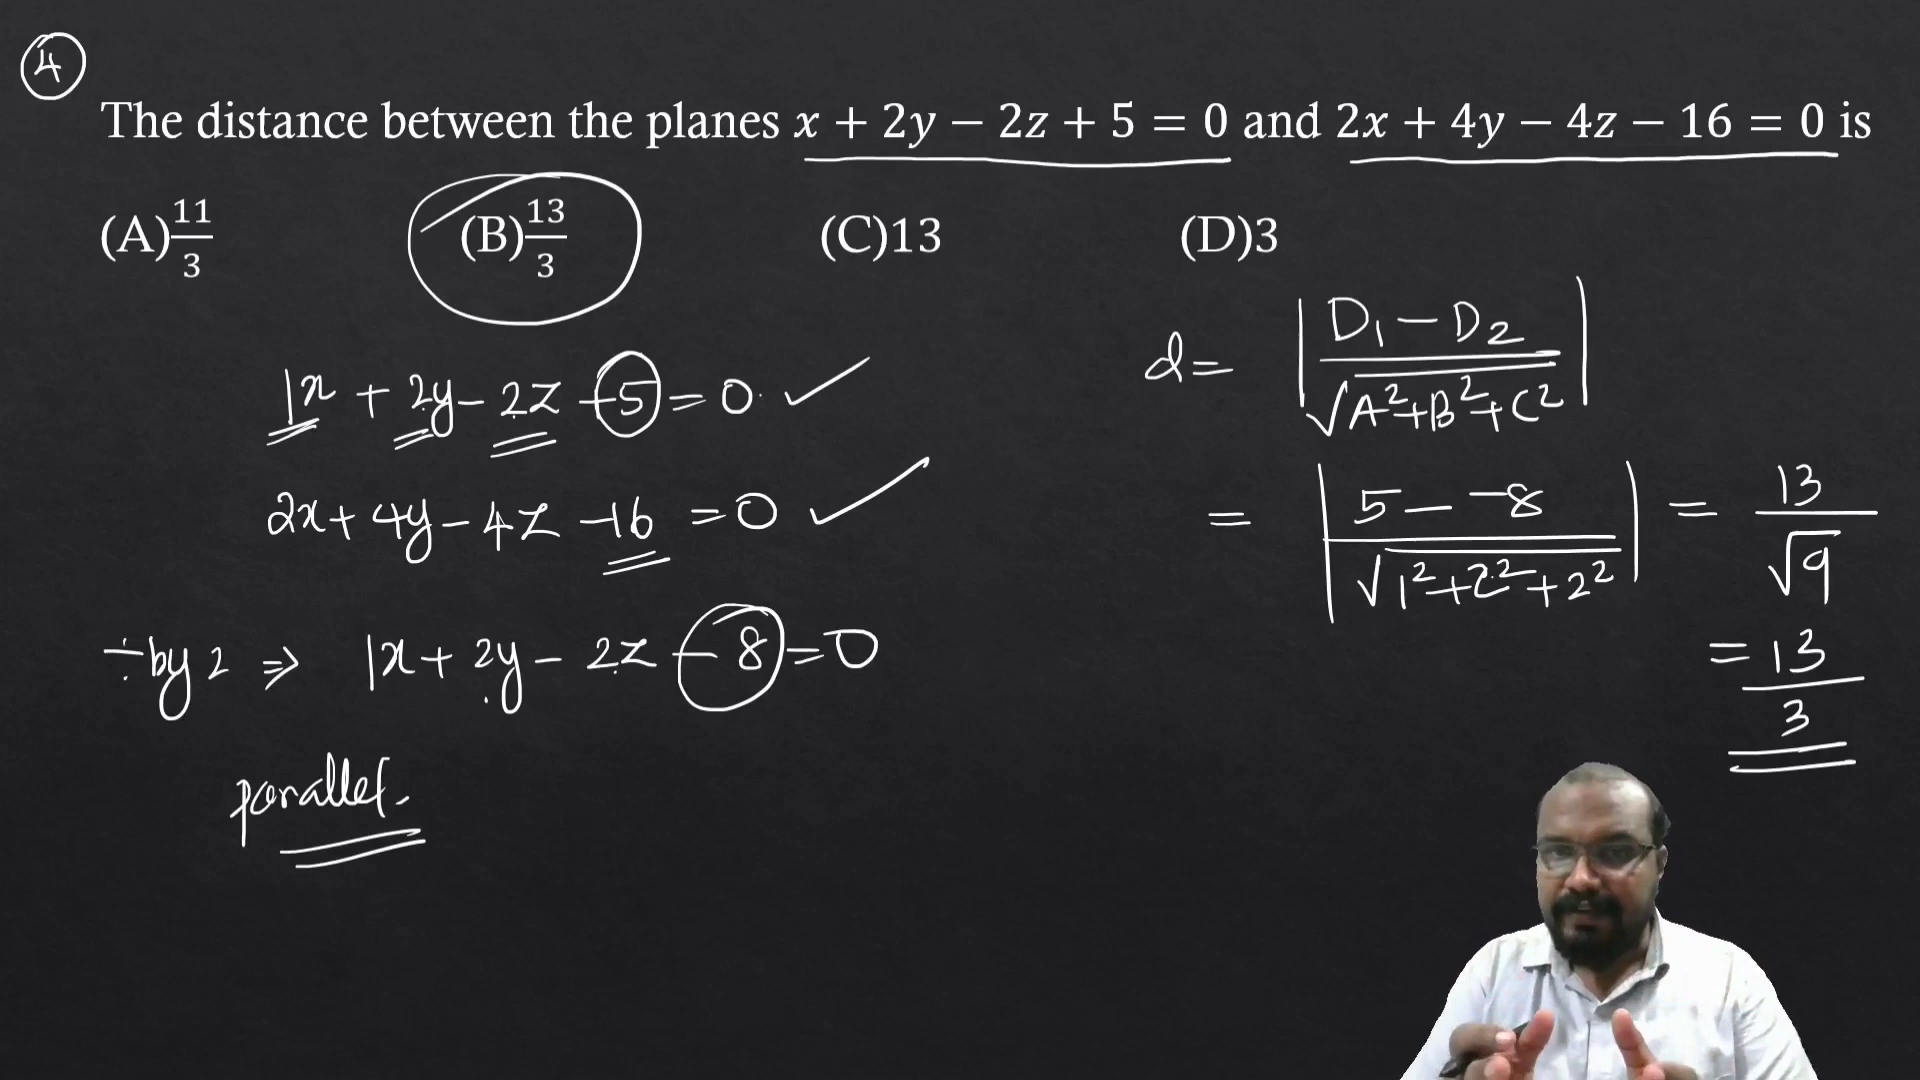 4
The distance between the planes x + 2y − 2z + 5 = 0 and 2x + 4y − 4z − 16 = 0 is
(A) 11/3 (B) 13/3 (C)13 (D)3
1x + 2y − 2z + 5 = 0
2x + 4y − 4z − 16 = 0
÷ by 2 ⇒ 1x + 2y − 2z − 8 = 0
parallel.
d = |(D₁ − D₂)/√(A² + B² + C²)|
= |(5 − −8)/√(1² + 2² + 2²)| = 13/√9
= 13/3